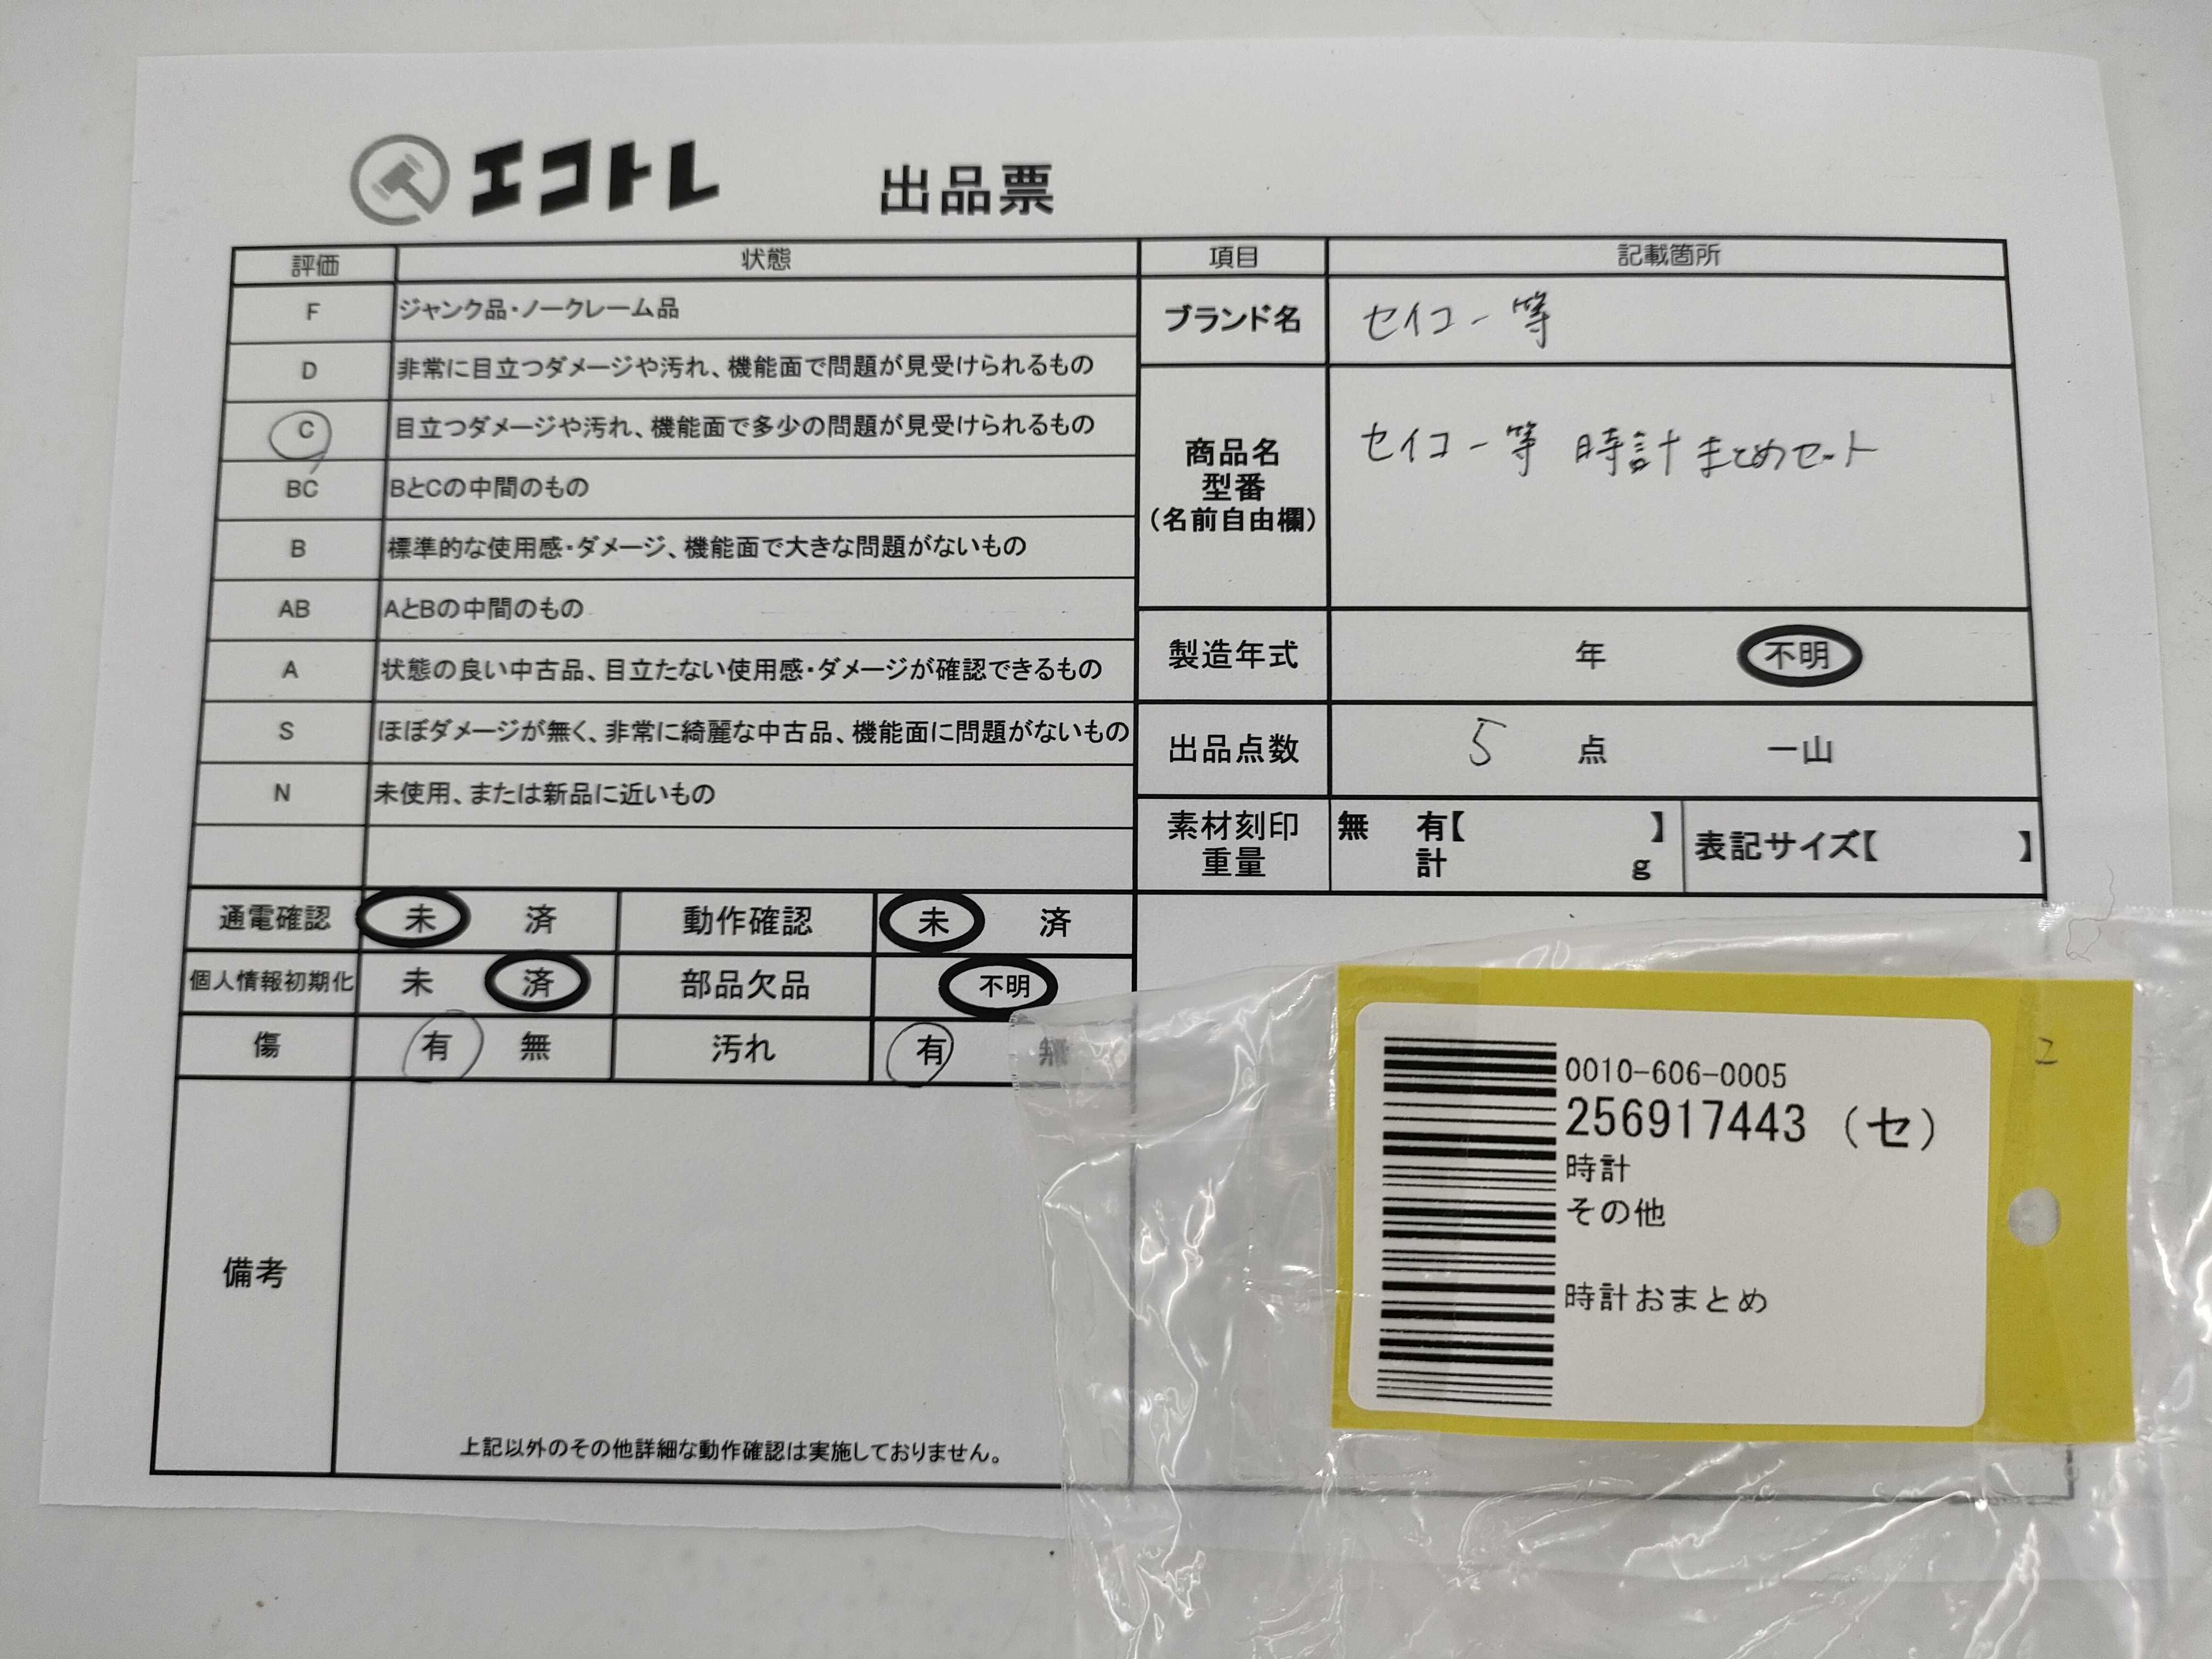 エコトレ 出品票
評価 状態
F ジャンク品・ノークレーム品
D 非常に目立つダメージや汚れ、機能面で問題が見受けられるもの
C 目立つダメージや汚れ、機能面で多少の問題が見受けられるもの
BC BとCの中間のもの
B 標準的な使用感・ダメージ、機能面で大きな問題がないもの
AB AとBの中間のもの
A 状態の良い中古品、目立たない使用感・ダメージが確認できるもの
S ほぼダメージが無く、非常に綺麗な中古品、機能面に問題がないもの
N 未使用、または新品に近いもの
通電確認 未 済 動作確認 未 済
個人情報初期化 未 済 部品欠品 不明
傷 有 無 汚れ 有 無
備考
上記以外のその他詳細な動作確認は実施しておりません。
項目 記載箇所
ブランド名 セイコー等
商品名
型番
(名前自由欄)
セイコー等 時計まとめセット
製造年式 年 不明
出品点数 5 点 一山
素材刻印
重量
無 有【 】
計 g
表記サイズ【 】
2
0010-606-0005
256917443 (セ)
時計
その他
時計おまとめ